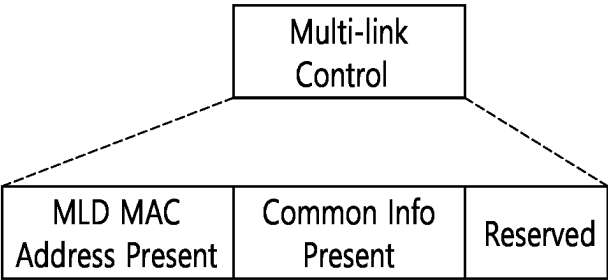 Multi-link
Control
MLD MAC
Address Present
Common Info
Present
Reserved